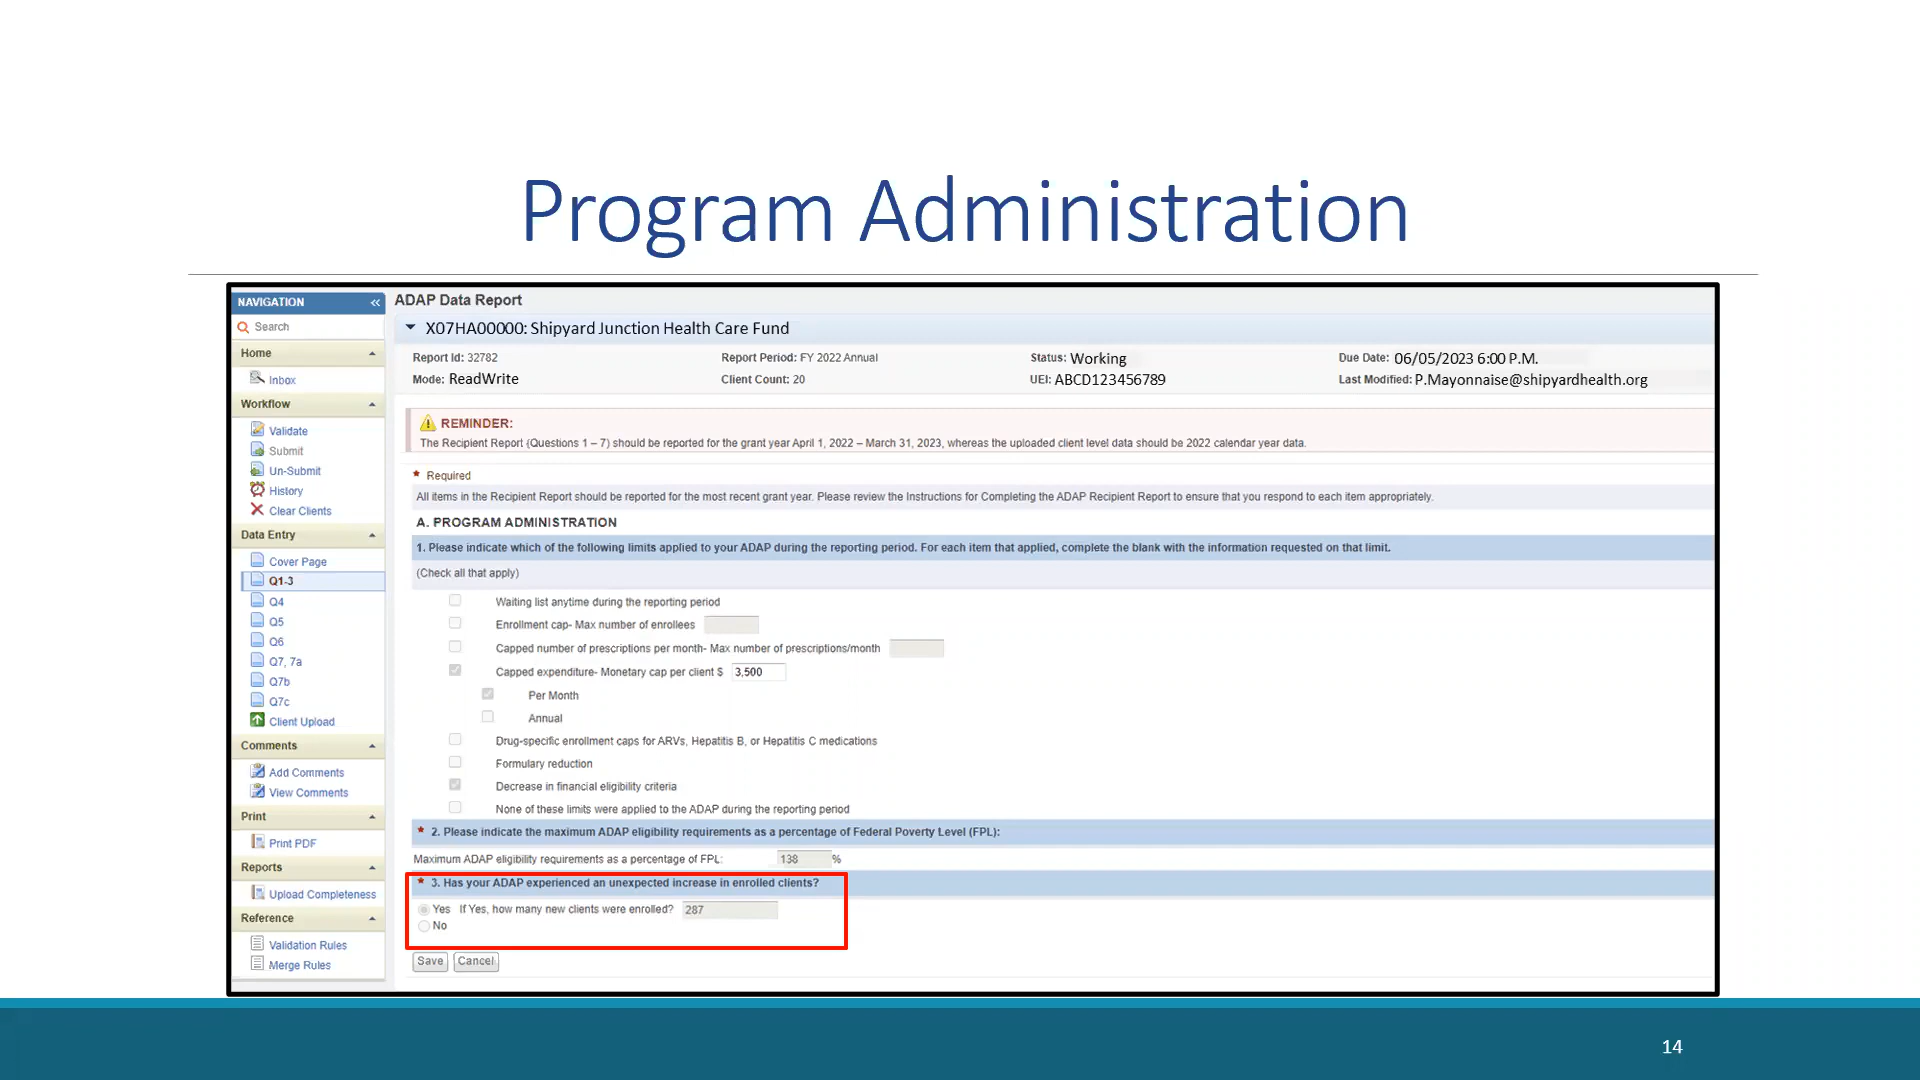 Program Administration
NAVIGATION «
Search
Home
Inbox
Workflow
Validate
Submit
Un-Submit
History
Clear Clients
Data Entry
Cover Page
Q1-3
Q4
Q5
Q6
Q7, 7a
Q7b
Q7c
Client Upload
Comments
Add Comments
View Comments
Print
Print PDF
Reports
Upload Completeness
Reference
Validation Rules
Merge Rules
ADAP Data Report
X07HA00000: Shipyard Junction Health Care Fund
Report Id: 32782 Report Period: FY 2022 Annual Status: Working Due Date: 06/05/2023 6:00 P.M.
Mode: ReadWrite Client Count: 20 UEI: ABCD123456789 Last Modified: P.Mayonnaise@shipyardhealth.org
REMINDER:
The Recipient Report (Questions 1 – 7) should be reported for the grant year April 1, 2022 – March 31, 2023, whereas the uploaded client level data should be 2022 calendar year data.
* Required
All items in the Recipient Report should be reported for the most recent grant year. Please review the Instructions for Completing the ADAP Recipient Report to ensure that you respond to each item appropriately.
A. PROGRAM ADMINISTRATION
1. Please indicate which of the following limits applied to your ADAP during the reporting period. For each item that applied, complete the blank with the information requested on that limit.
(Check all that apply)
Waiting list anytime during the reporting period
Enrollment cap- Max number of enrollees
Capped number of prescriptions per month- Max number of prescriptions/month
Capped expenditure- Monetary cap per client $ 3,500
Per Month
Annual
Drug-specific enrollment caps for ARVs, Hepatitis B, or Hepatitis C medications
Formulary reduction
Decrease in financial eligibility criteria
None of these limits were applied to the ADAP during the reporting period
* 2. Please indicate the maximum ADAP eligibility requirements as a percentage of Federal Poverty Level (FPL):
Maximum ADAP eligibility requirements as a percentage of FPL: 138 %
* 3. Has your ADAP experienced an unexpected increase in enrolled clients?
Yes If Yes, how many new clients were enrolled? 287
No
Save Cancel
14